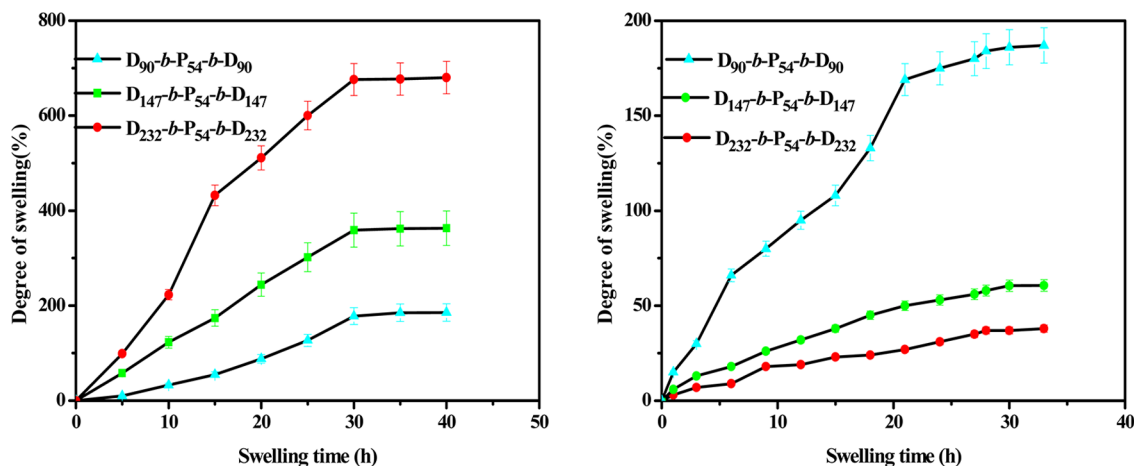 800
600
400
200
0
Degree of swelling(%)
D90-b-P54-b-D90
D147-b-P54-b-D147
D232-b-P54-b-D232
0 10 20 30 40 50
Swelling time (h)
200
150
100
50
0
Degree of swelling(%)
D90-b-P54-b-D90
D147-b-P54-b-D147
D232-b-P54-b-D232
0 10 20 30 40
Swelling time (h)